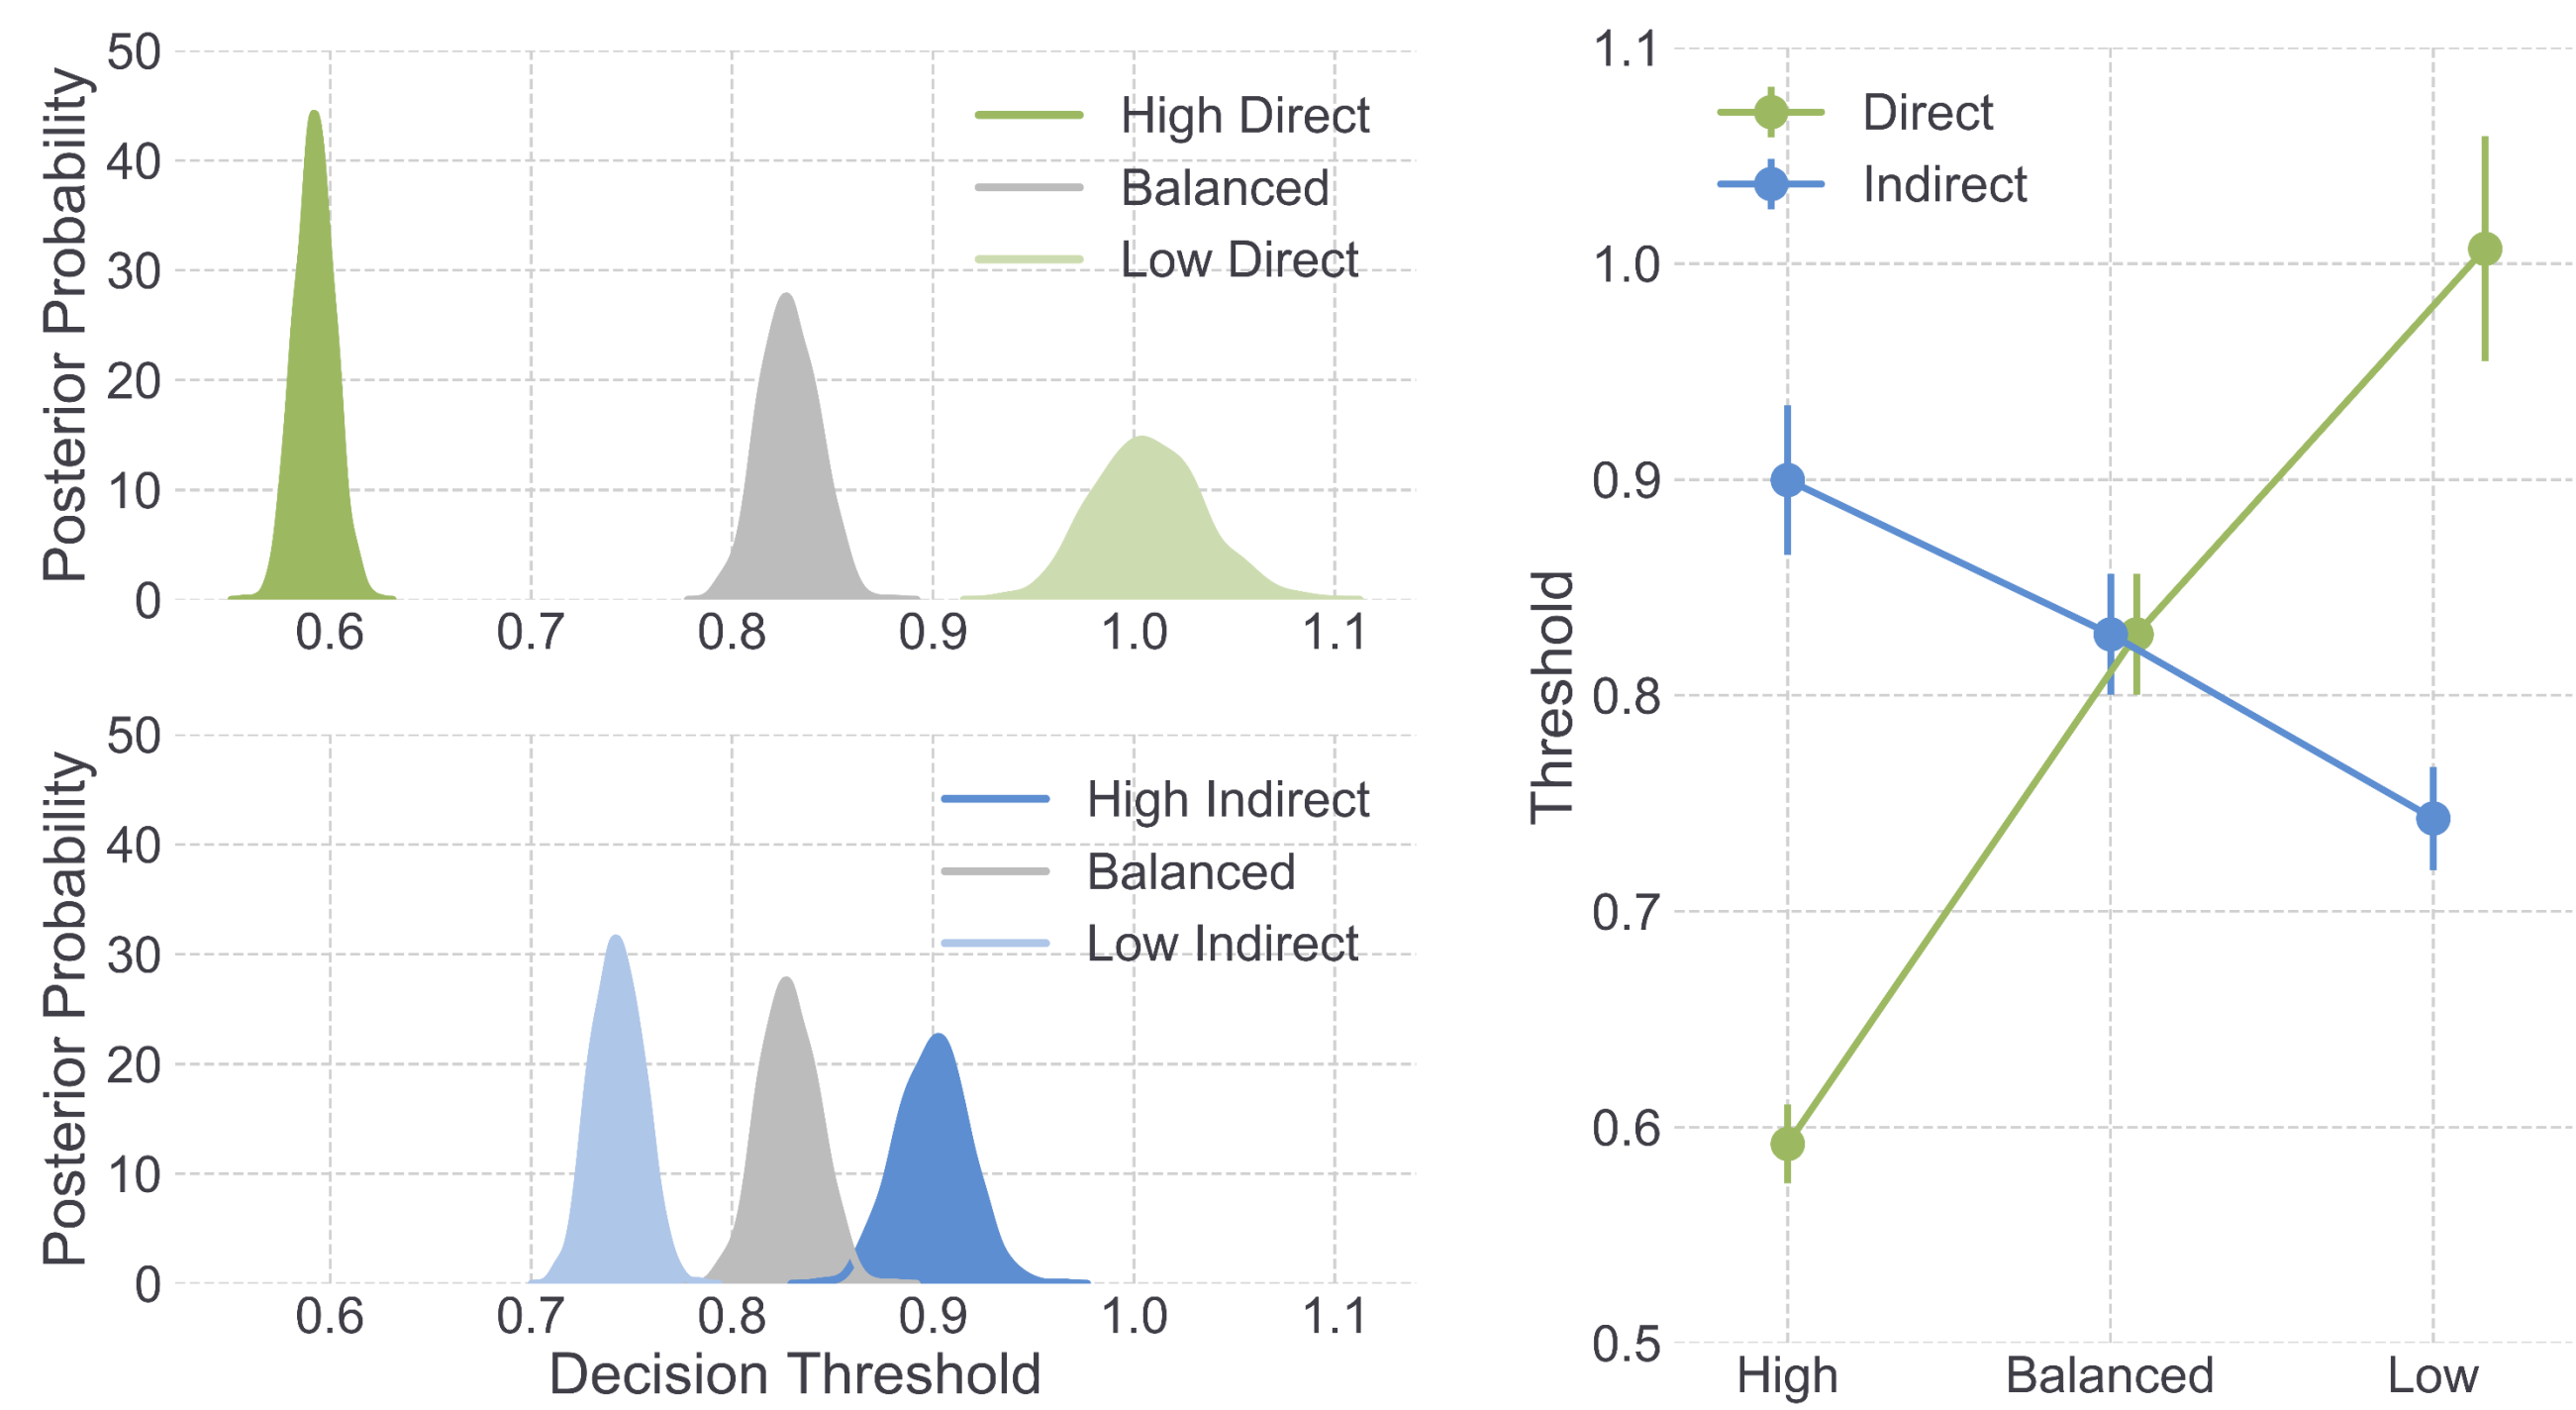 Posterior Probability
50
40
30
20
10
0
High Direct
Balanced
Low Direct
0.6 0.7 0.8 0.9 1.0 1.1
Posterior Probability
50
40
30
20
10
0
High Indirect
Balanced
Low Indirect
0.6 0.7 0.8 0.9 1.0 1.1
Decision Threshold
Threshold
1.1
1.0
0.9
0.8
0.7
0.6
0.5
Direct
Indirect
High Balanced Low